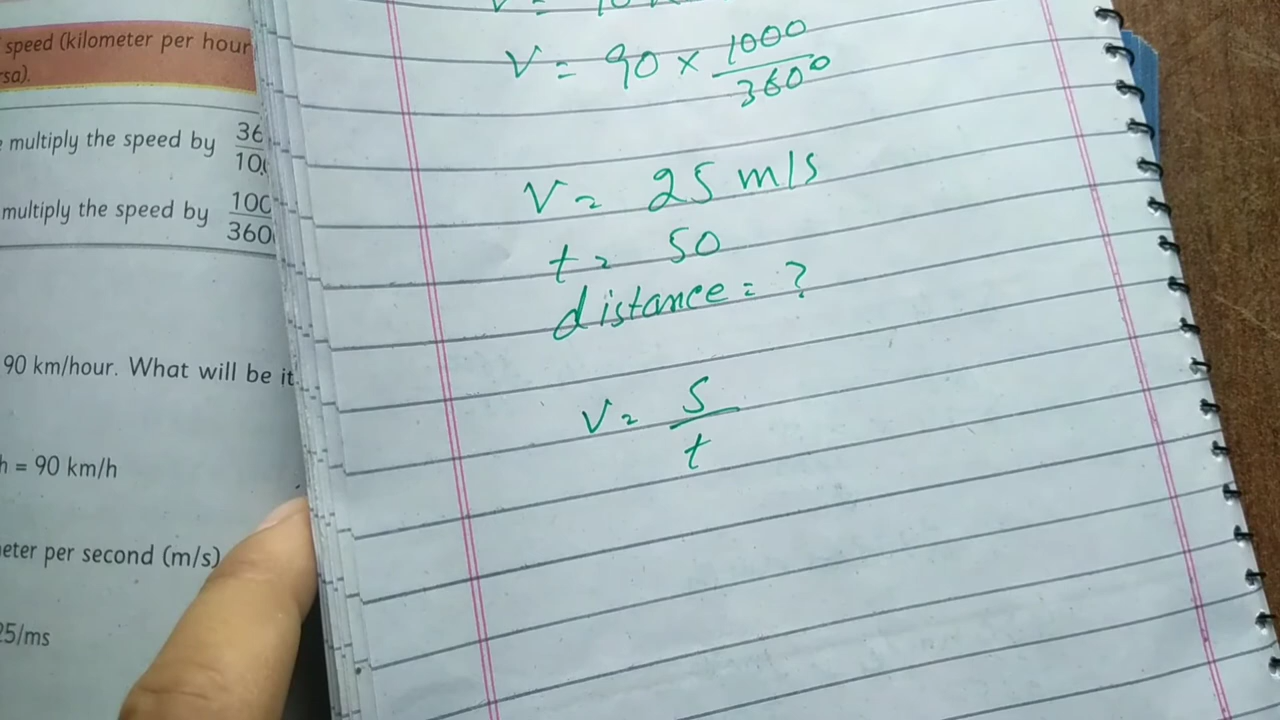 speed (kilometer per hour
sa).
multiply the speed by 36/10
multiply the speed by 100/360
90 km/hour. What will be it
h = 90 km/h
eter per second (m/s)
25/ms
V = 90 × 1000/3600
V = 25 m/s
t = 50
distance = ?
V = S/t